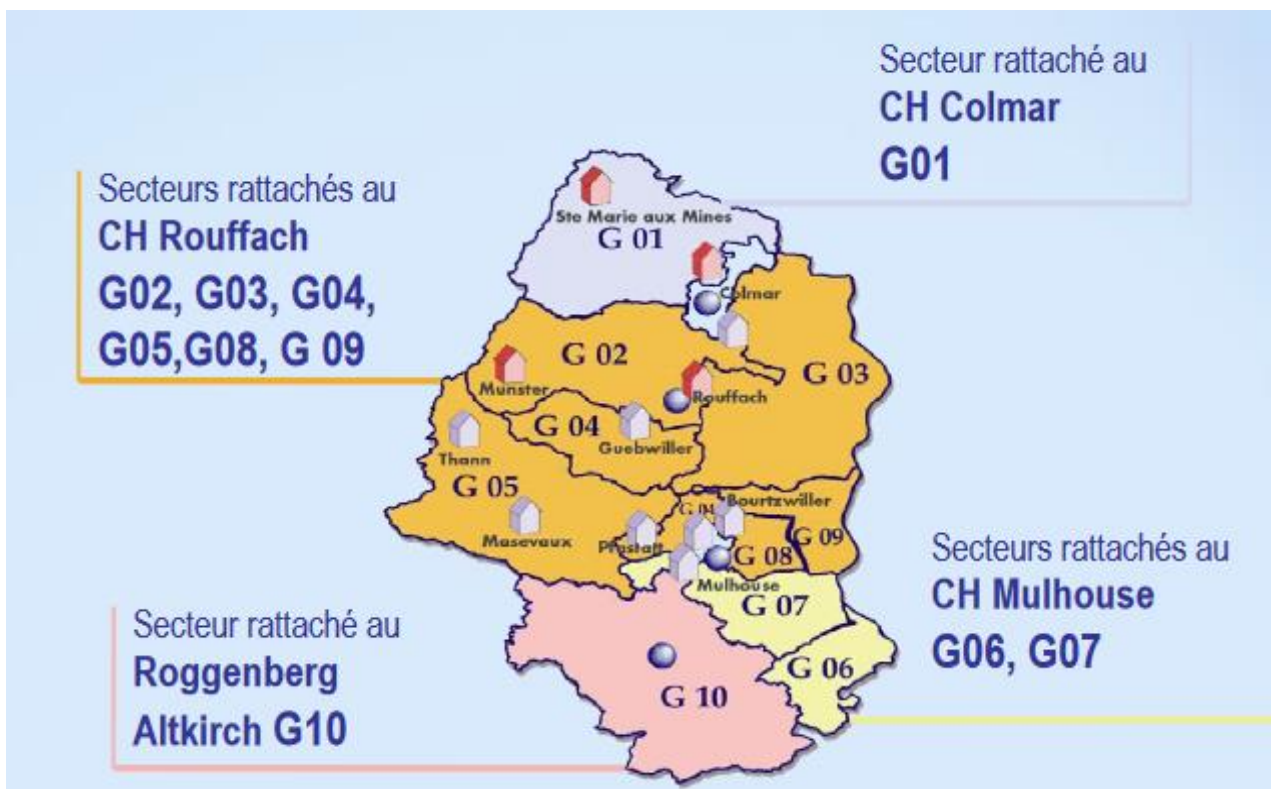 Secteur rattaché au
CH Colmar
G01
Secteurs rattachés au
CH Rouffach
G02, G03, G04,
G05,G08, G 09
Ste Marie aux Mines
G 01
Colmar
G 02
G 03
Munster
Rouffach
G 04
Guebwiller
Thann
G 05
Bourtzwiller
G 04
Masevaux
Pfastatt
G 08
G 09
Mulhouse
G 07
G 06
G 10
Secteurs rattachés au
CH Mulhouse
G06, G07
Secteur rattaché au
Roggenberg
Altkirch G10